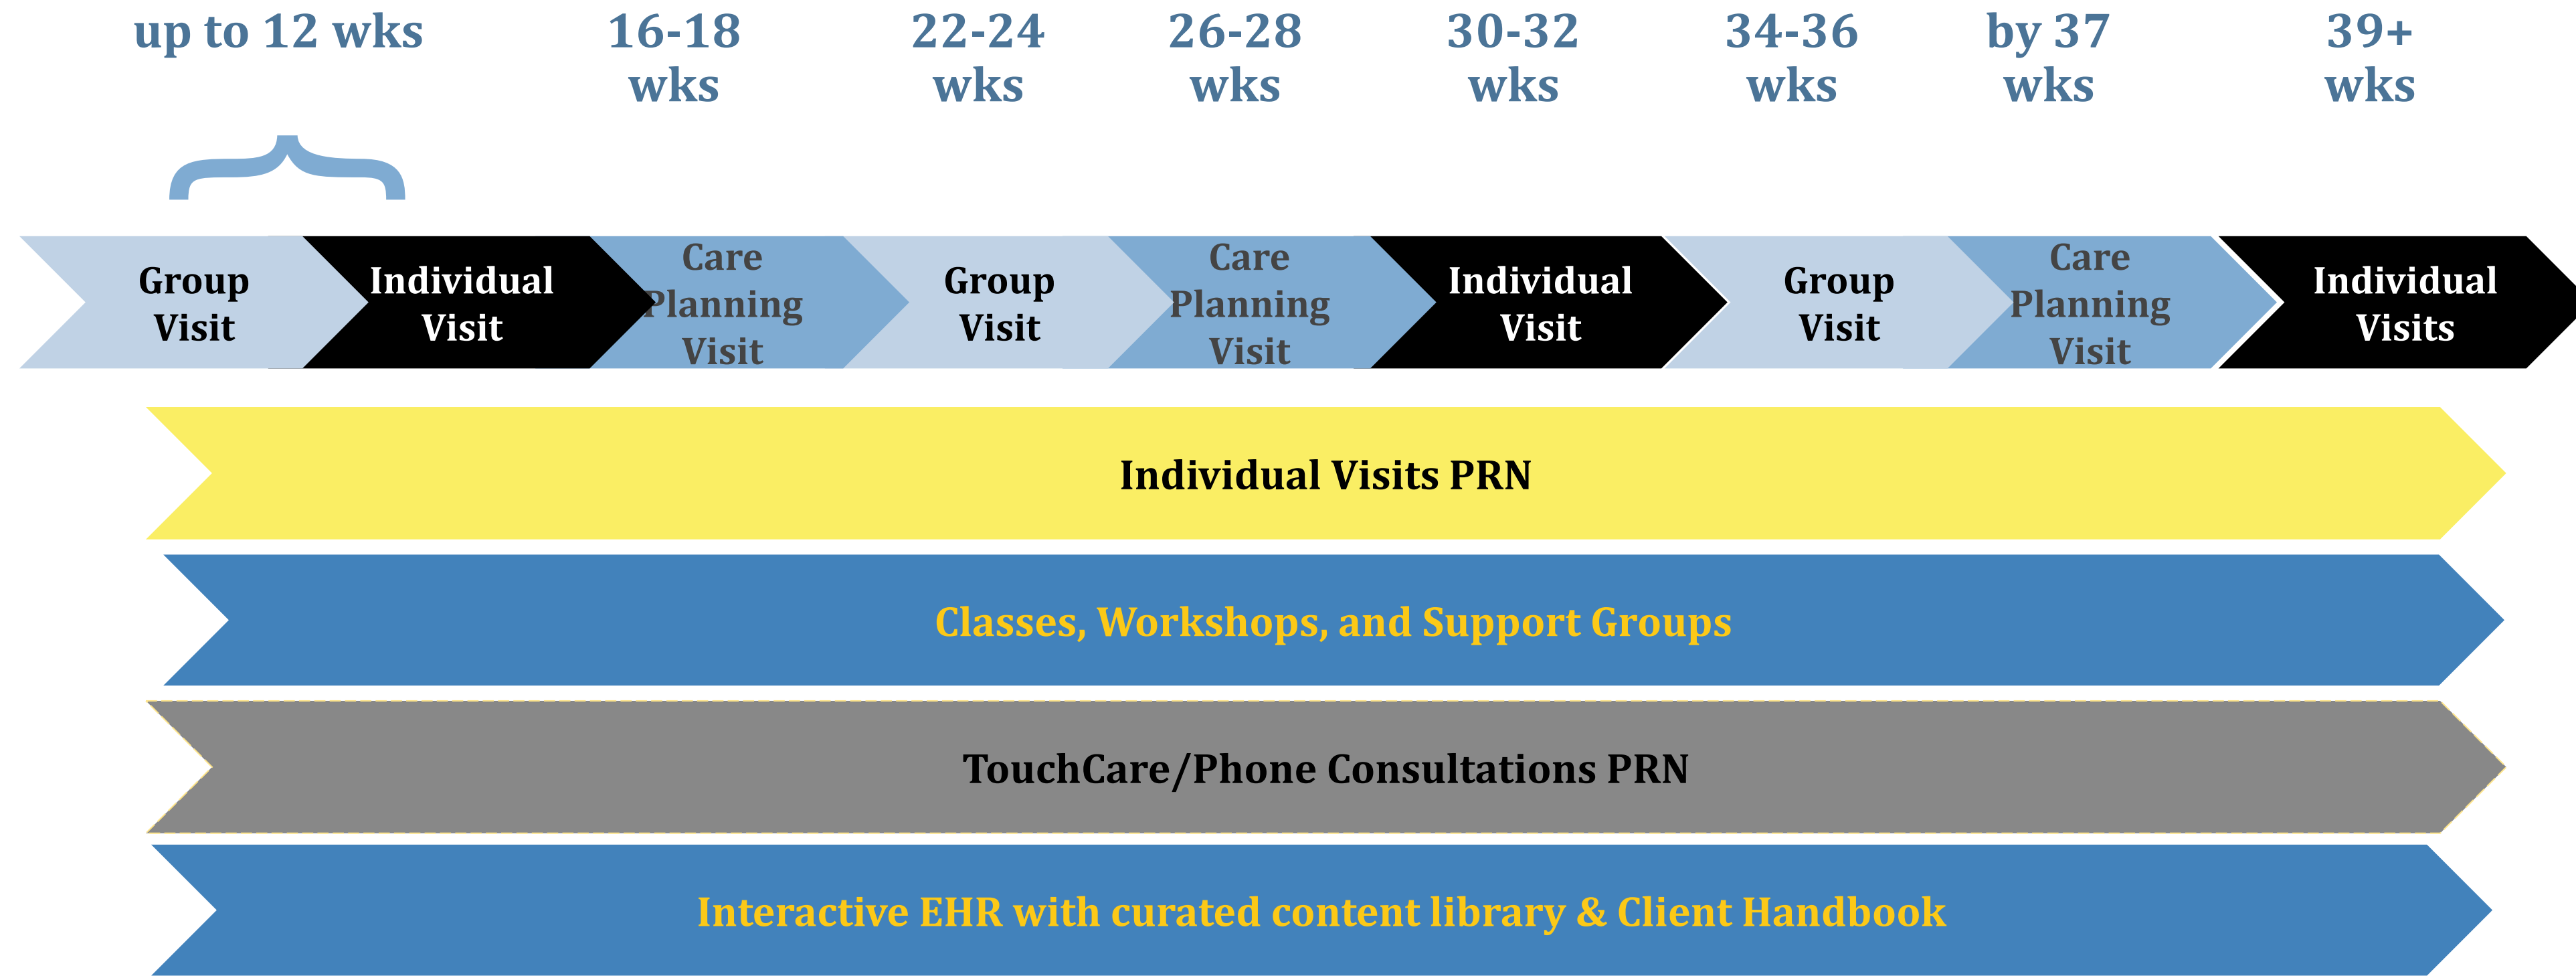 up to 12 wks
16-18
wks
22-24
wks
26-28
wks
30-32
wks
34-36
wks
by 37
wks
39+
wks
Group
Visit
Individual
Visit
Care
Planning
Visit
Group
Visit
Care
Planning
Visit
Individual
Visit
Group
Visit
Care
Planning
Visit
Individual
Visits
Individual Visits PRN
Classes, Workshops, and Support Groups
TouchCare/Phone Consultations PRN
Interactive EHR with curated content library & Client Handbook